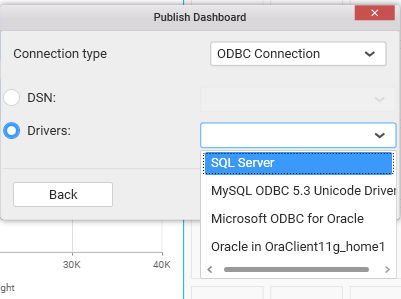 Publish Dashboard
Connection type
ODBC Connection
DSN:
Drivers:
SQL Server
MySQL ODBC 5.3 Unicode Driver
Microsoft ODBC for Oracle
Oracle in OraClient11g_home1
Back
30K
40K
ght